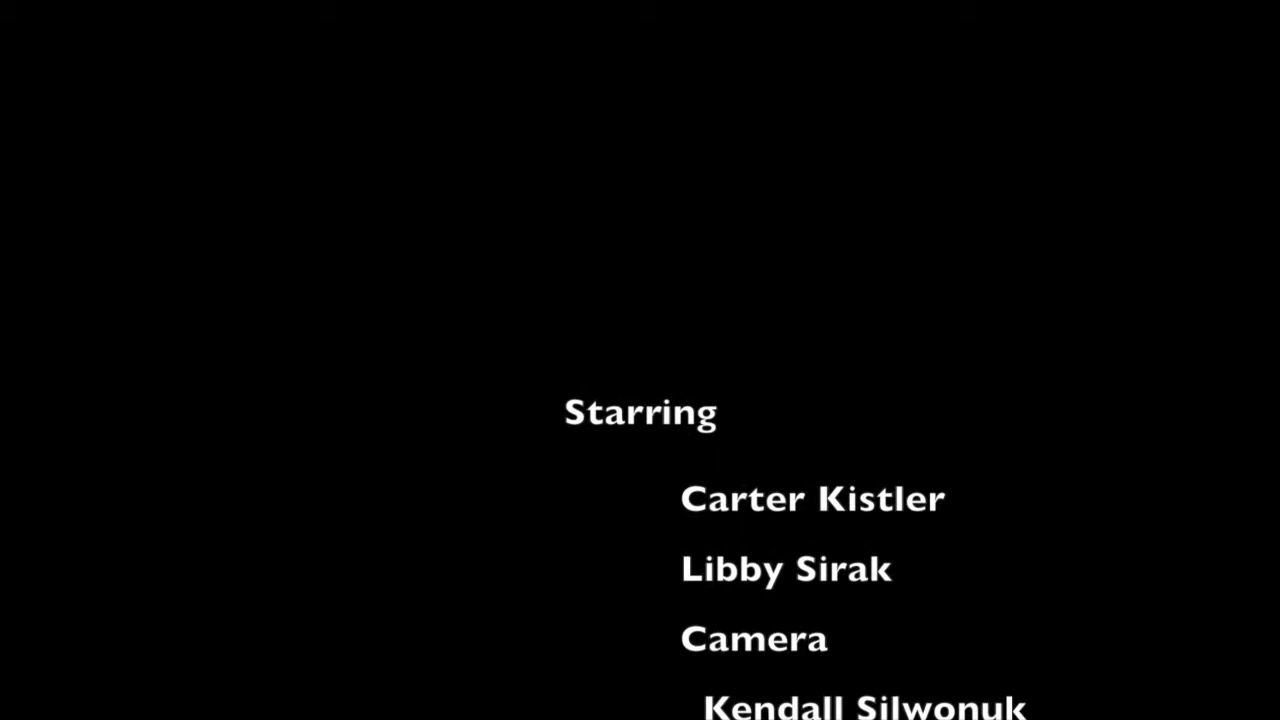 Starring
Carter Kistler
Libby Sirak
Camera
Kendall Silwonuk